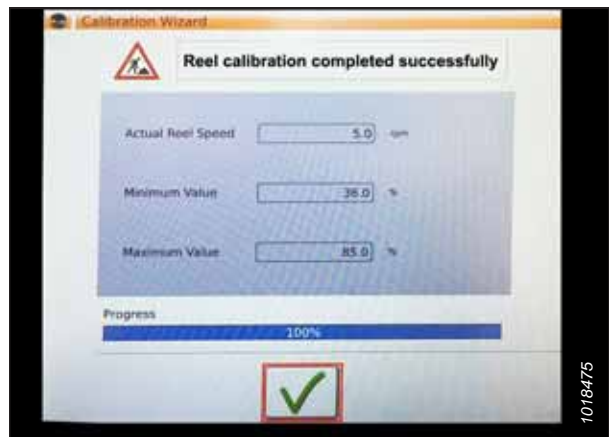 Calibration Wizard
Reel calibration completed successfully
Actual Reel Speed 5.0 rpm
Minimum Value 36.0 %
Maximum Value 85.0 %
Progress
100%
1018475